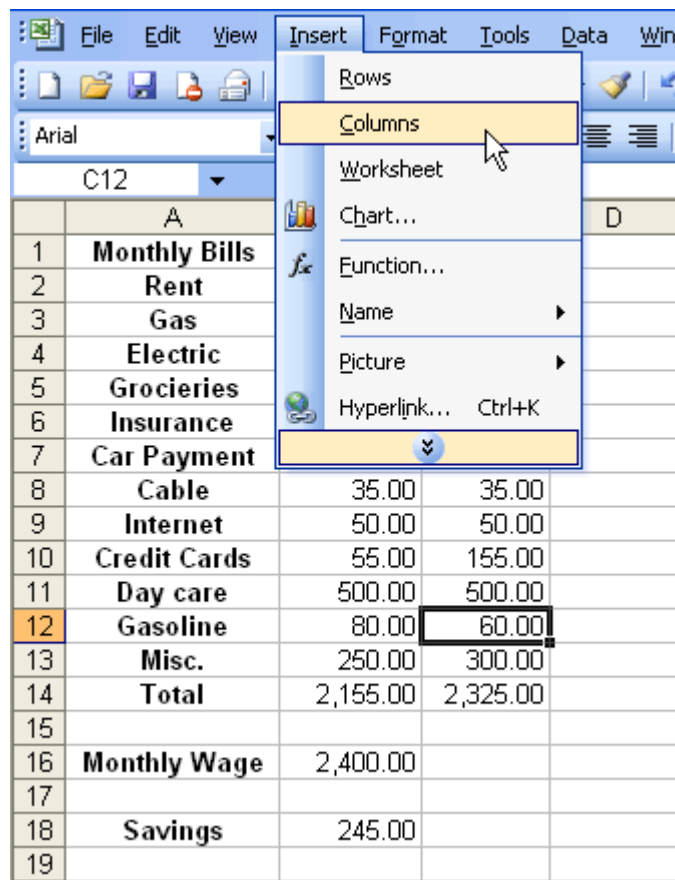 File Edit View Insert Format Tools Data Win
Rows
Arial
Columns
C12
Worksheet
A D
Chart...
1 Monthly Bills
fx Function...
2 Rent
3 Gas
Name
4 Electric
Picture
5 Grocieries
6 Insurance
Hyperlink... Ctrl+K
7 Car Payment
8 Cable 35.00 35.00
9 Internet 50.00 50.00
10 Credit Cards 55.00 155.00
11 Day care 500.00 500.00
12 Gasoline 80.00 60.00
13 Misc. 250.00 300.00
14 Total 2,155.00 2,325.00
15
16 Monthly Wage 2,400.00
17
18 Savings 245.00
19